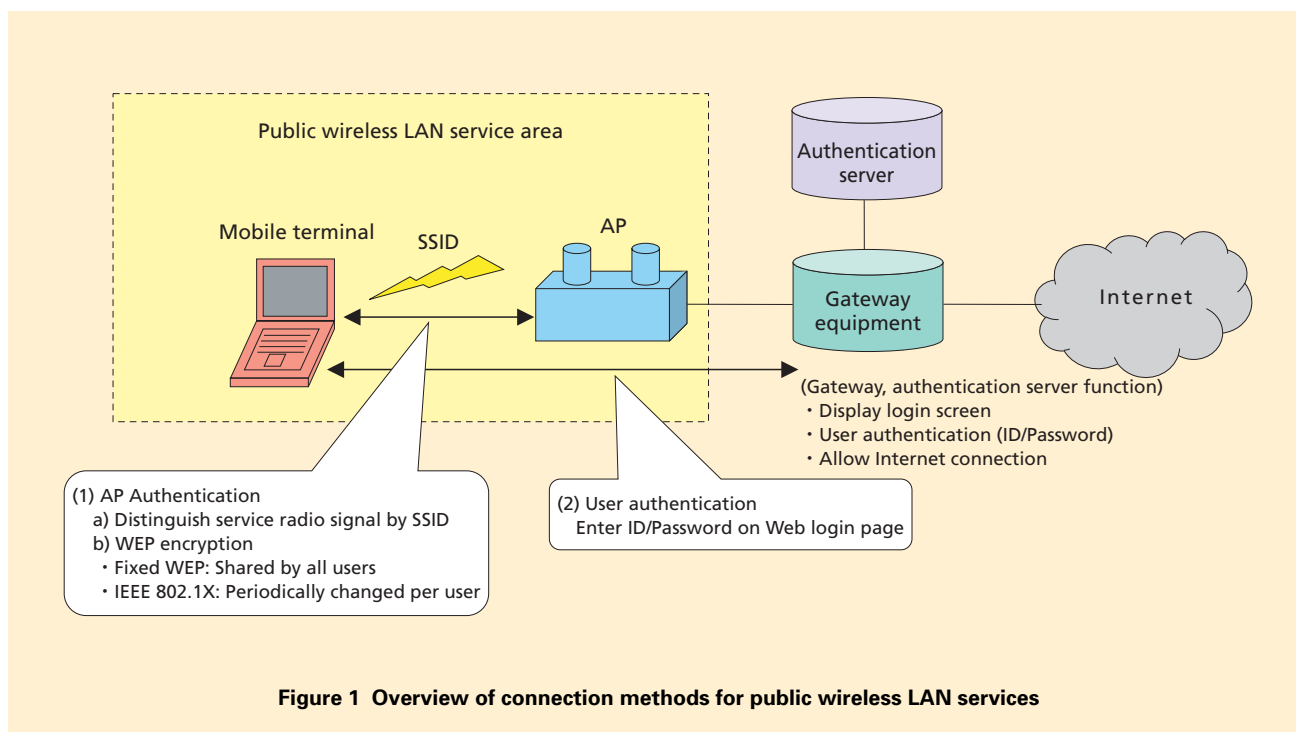 Public wireless LAN service area
Authentication
server
Mobile terminal
SSID
AP
Gateway
equipment
Internet
(Gateway, authentication server function)
・Display login screen
・User authentication (ID/Password)
・Allow Internet connection
(1) AP Authentication
a) Distinguish service radio signal by SSID
b) WEP encryption
・Fixed WEP: Shared by all users
・IEEE 802.1X: Periodically changed per user
(2) User authentication
Enter ID/Password on Web login page
Figure 1 Overview of connection methods for public wireless LAN services